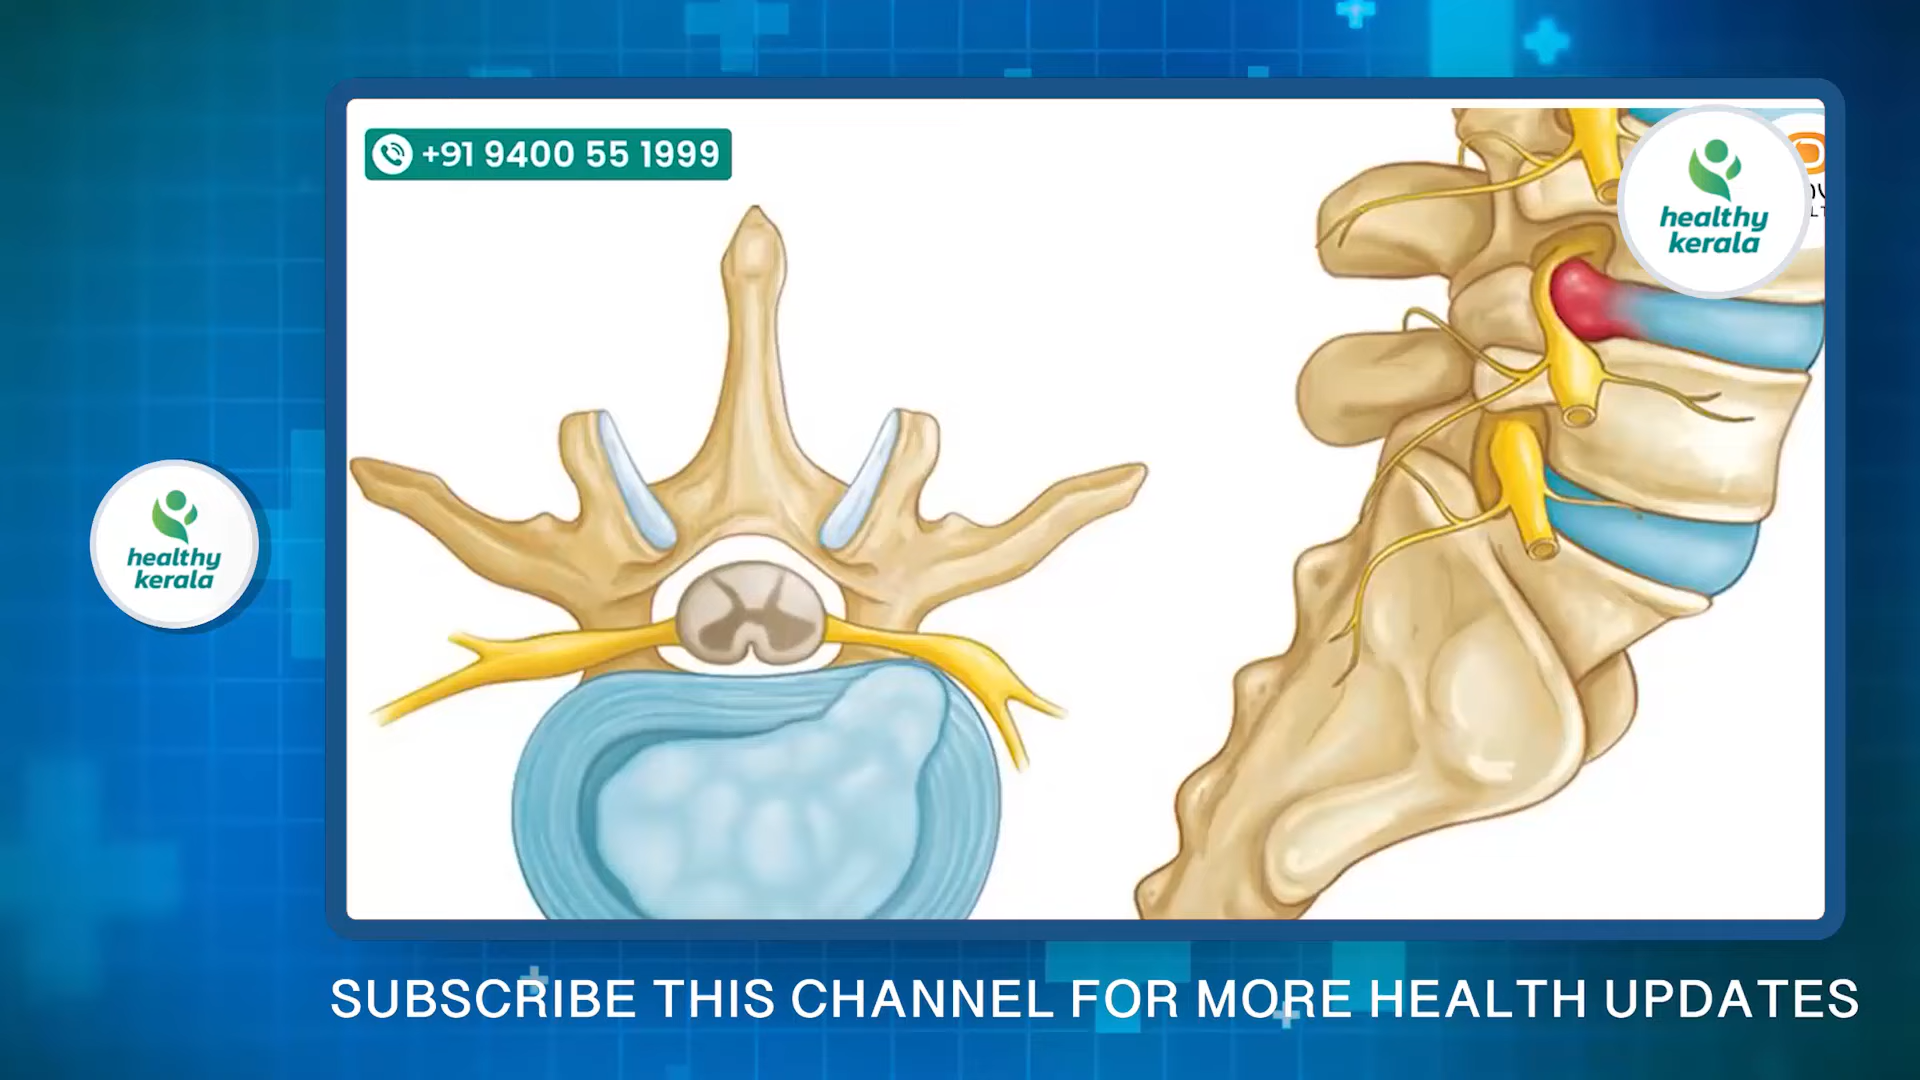 +91 9400 55 1999
healthy
kerala
healthy
kerala
SUBSCRIBE THIS CHANNEL FOR MORE HEALTH UPDATES